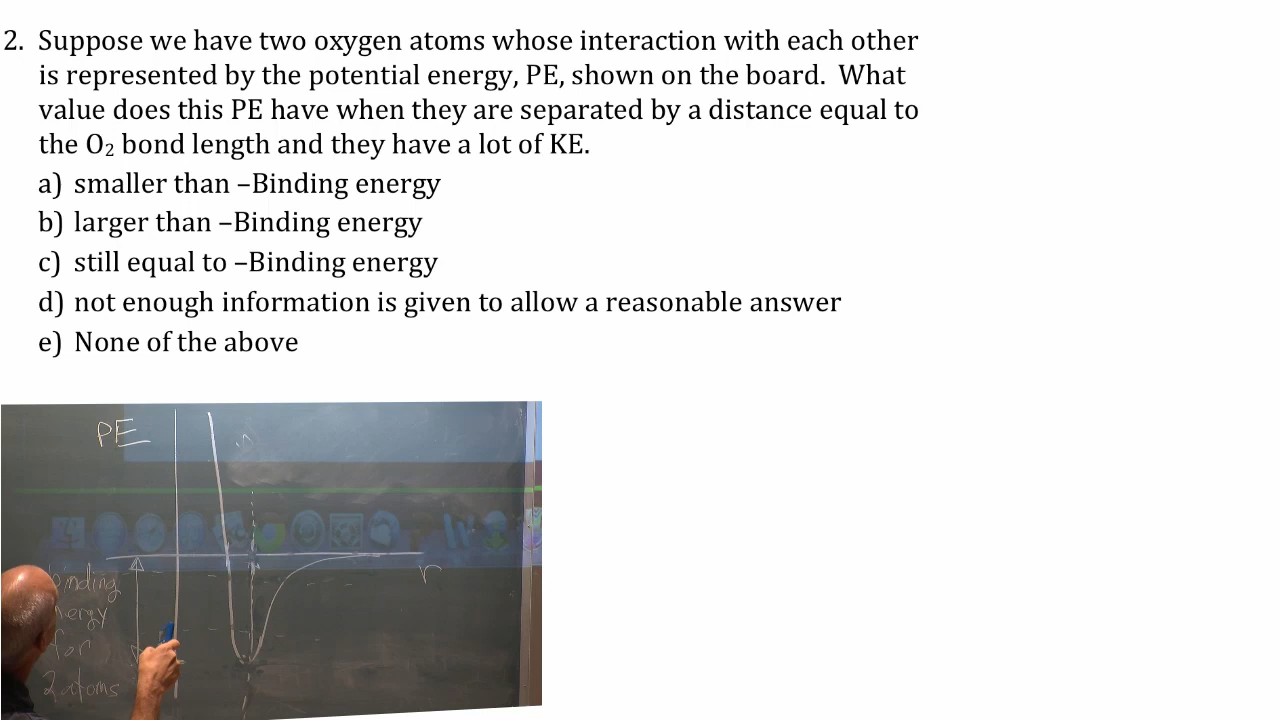 2. Suppose we have two oxygen atoms whose interaction with each other
is represented by the potential energy, PE, shown on the board. What
value does this PE have when they are separated by a distance equal to
the O₂ bond length and they have a lot of KE.
a) smaller than –Binding energy
b) larger than –Binding energy
c) still equal to –Binding energy
d) not enough information is given to allow a reasonable answer
e) None of the above
PE
r
binding
energy
for
2 atoms